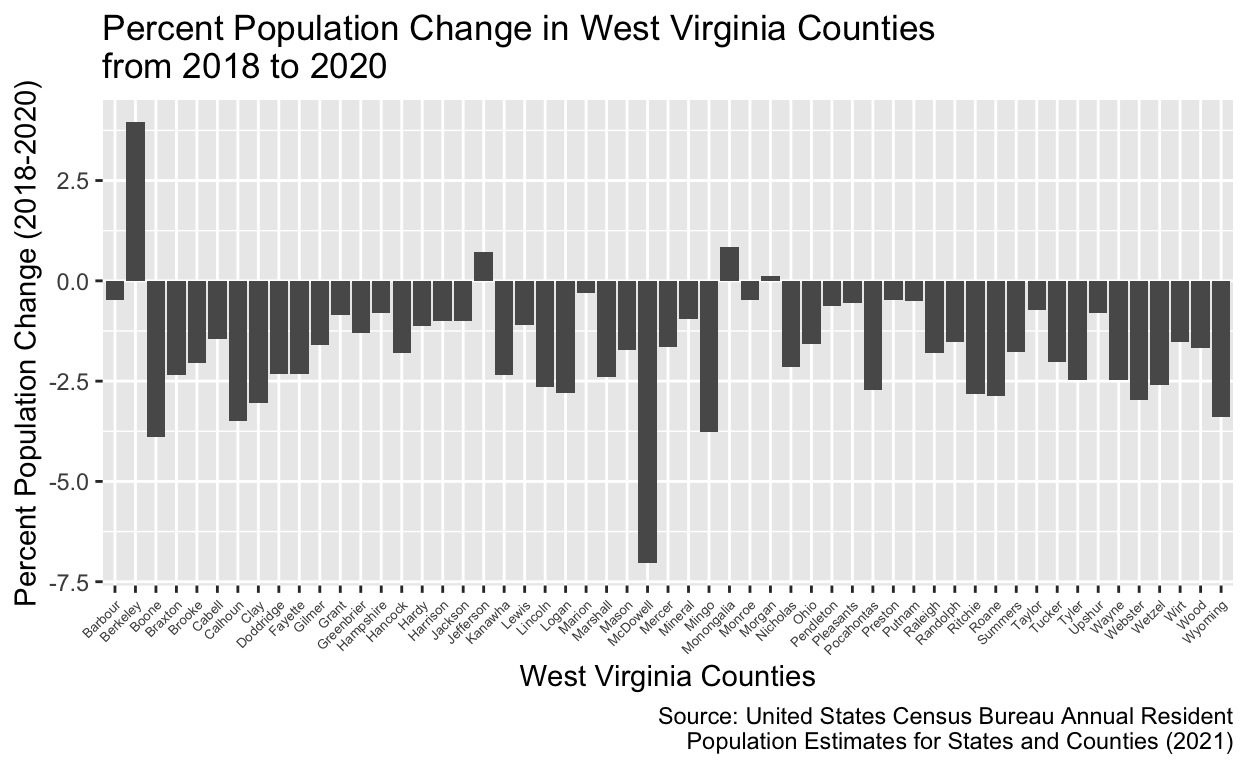 Percent Population Change in West Virginia Counties
from 2018 to 2020
Percent Population Change (2018-2020)
2.5
0.0
-2.5
-5.0
-7.5
Barbour
Berkeley
Boone
Braxton
Brooke
Cabell
Calhoun
Clay
Doddridge
Fayette
Gilmer
Grant
Greenbrier
Hampshire
Hancock
Hardy
Harrison
Jackson
Jefferson
Kanawha
Lewis
Lincoln
Logan
Marion
Marshall
Mason
McDowell
Mercer
Mineral
Mingo
Monongalia
Monroe
Morgan
Nicholas
Ohio
Pendleton
Pleasants
Pocahontas
Preston
Putnam
Raleigh
Randolph
Ritchie
Roane
Summers
Taylor
Tucker
Tyler
Upshur
Wayne
Webster
Wetzel
Wirt
Wood
Wyoming
West Virginia Counties
Source: United States Census Bureau Annual Resident
Population Estimates for States and Counties (2021)